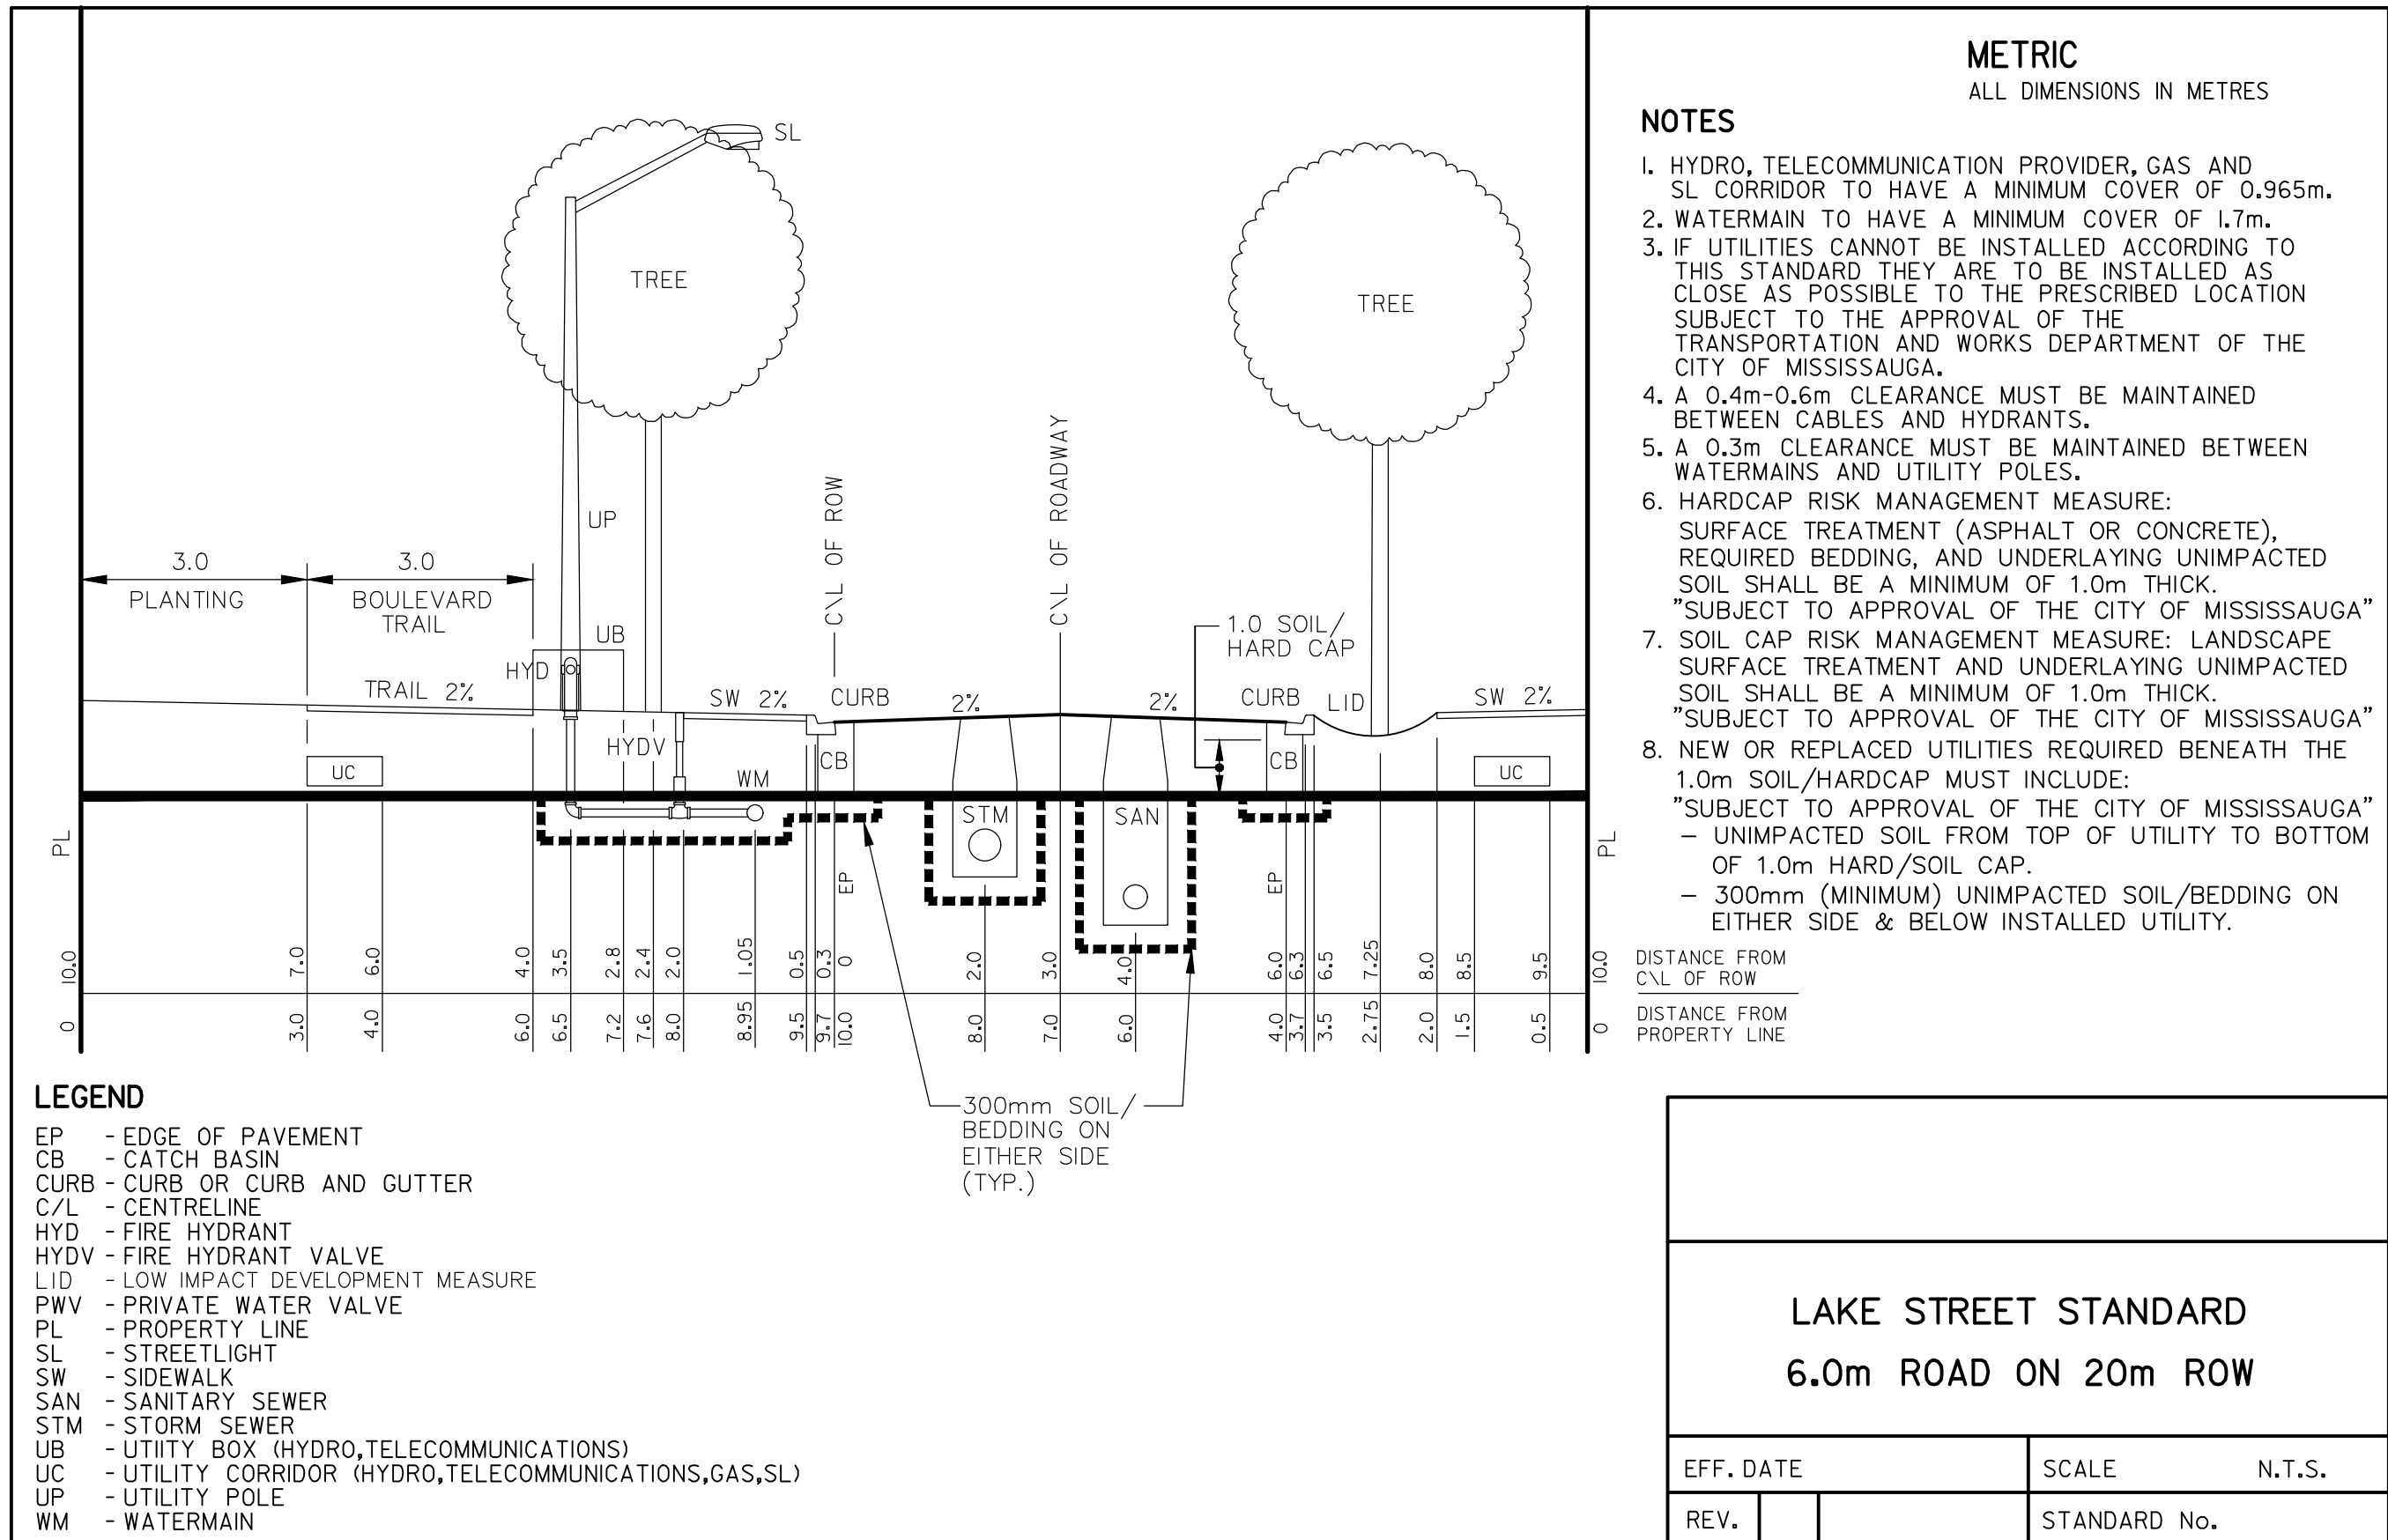 METRIC
ALL DIMENSIONS IN METRES
NOTES
1. HYDRO, TELECOMMUNICATION PROVIDER, GAS AND
SL CORRIDOR TO HAVE A MINIMUM COVER OF 0.965m.
2. WATERMAIN TO HAVE A MINIMUM COVER OF 1.7m.
3. IF UTILITIES CANNOT BE INSTALLED ACCORDING TO
THIS STANDARD THEY ARE TO BE INSTALLED AS
CLOSE AS POSSIBLE TO THE PRESCRIBED LOCATION
SUBJECT TO THE APPROVAL OF THE
TRANSPORTATION AND WORKS DEPARTMENT OF THE
CITY OF MISSISSAUGA.
4. A 0.4m-0.6m CLEARANCE MUST BE MAINTAINED
BETWEEN CABLES AND HYDRANTS.
5. A 0.3m CLEARANCE MUST BE MAINTAINED BETWEEN
WATERMAINS AND UTILITY POLES.
6. HARDCAP RISK MANAGEMENT MEASURE:
SURFACE TREATMENT (ASPHALT OR CONCRETE),
REQUIRED BEDDING, AND UNDERLAYING UNIMPACTED
SOIL SHALL BE A MINIMUM OF 1.0m THICK.
"SUBJECT TO APPROVAL OF THE CITY OF MISSISSAUGA"
7. SOIL CAP RISK MANAGEMENT MEASURE: LANDSCAPE
SURFACE TREATMENT AND UNDERLAYING UNIMPACTED
SOIL SHALL BE A MINIMUM OF 1.0m THICK.
"SUBJECT TO APPROVAL OF THE CITY OF MISSISSAUGA"
8. NEW OR REPLACED UTILITIES REQUIRED BENEATH THE
1.0m SOIL/HARDCAP MUST INCLUDE:
"SUBJECT TO APPROVAL OF THE CITY OF MISSISSAUGA"
– UNIMPACTED SOIL FROM TOP OF UTILITY TO BOTTOM
OF 1.0m HARD/SOIL CAP.
– 300mm (MINIMUM) UNIMPACTED SOIL/BEDDING ON
EITHER SIDE & BELOW INSTALLED UTILITY.
SL
TREE
TREE
UP
C\L OF ROW
C\L OF ROADWAY
3.0
PLANTING
3.0
BOULEVARD
TRAIL
UB
1.0 SOIL/
HARD CAP
HYD
TRAIL 2%
SW 2%
CURB
2%
2%
CURB
LID
SW 2%
UC
HYDV
WM
CB
CB
UC
STM
SAN
PL
EP
EP
PL
10.0 7.0 6.0 4.0 3.5 2.8 2.4 2.0 1.05 0.5 0.3 0 2.0 3.0 4.0 6.0 6.3 6.5 7.25 8.0 8.5 9.5 10.0
DISTANCE FROM
C\L OF ROW
0 3.0 4.0 6.0 6.5 7.2 7.6 8.0 8.95 9.5 9.7 10.0 8.0 7.0 6.0 4.0 3.7 3.5 2.75 2.0 1.5 0.5 0
DISTANCE FROM
PROPERTY LINE
300mm SOIL/
BEDDING ON
EITHER SIDE
(TYP.)
LEGEND
EP - EDGE OF PAVEMENT
CB - CATCH BASIN
CURB - CURB OR CURB AND GUTTER
C/L - CENTRELINE
HYD - FIRE HYDRANT
HYDV - FIRE HYDRANT VALVE
LID - LOW IMPACT DEVELOPMENT MEASURE
PWV - PRIVATE WATER VALVE
PL - PROPERTY LINE
SL - STREETLIGHT
SW - SIDEWALK
SAN - SANITARY SEWER
STM - STORM SEWER
UB - UTIITY BOX (HYDRO,TELECOMMUNICATIONS)
UC - UTILITY CORRIDOR (HYDRO,TELECOMMUNICATIONS,GAS,SL)
UP - UTILITY POLE
WM - WATERMAIN
LAKE STREET STANDARD
6.0m ROAD ON 20m ROW
EFF. DATE
SCALE N.T.S.
REV.
STANDARD No.